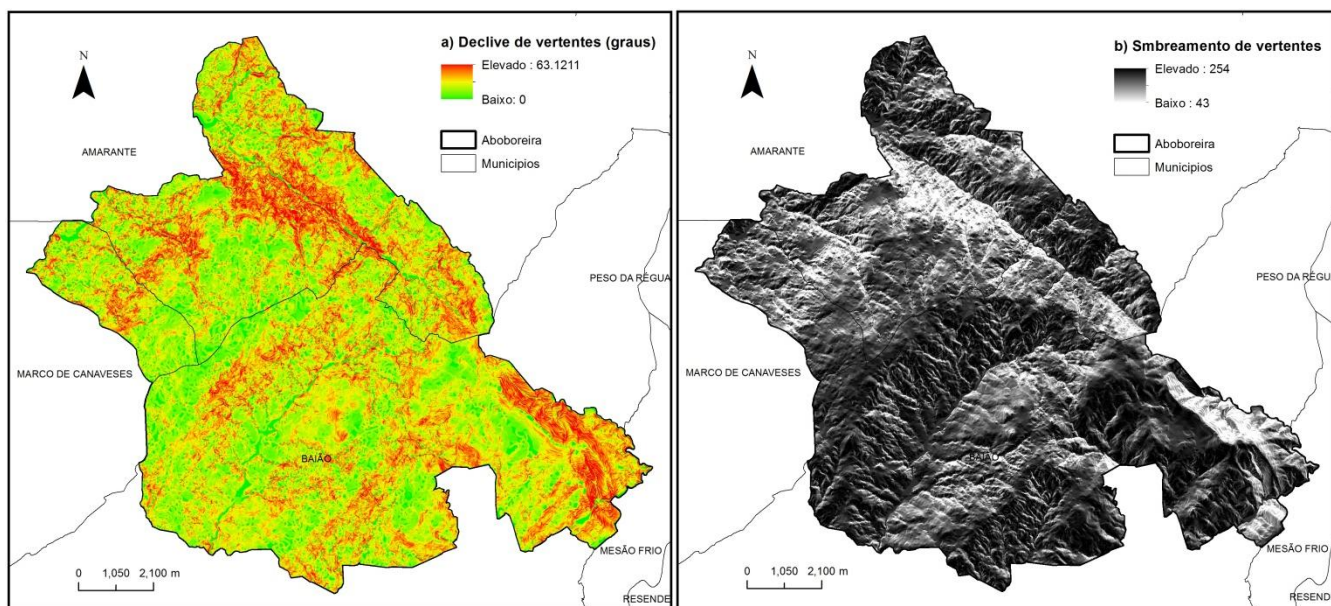 a) Declive de vertentes (graus)
N
Elevado : 63.1211
Baixo: 0
Aboboreira
Municipios
AMARANTE
PESO DA RÉGUA
MARCO DE CANAVESES
BAIÃO
MESÃO FRIO
0 1,050 2,100 m
RESENDE
b) Smbreamento de vertentes
N
Elevado : 254
Baixo : 43
Aboboreira
Municipios
AMARANTE
PESO DA RÉGUA
MARCO DE CANAVESES
BAIÃO
MESÃO FRIO
0 1,050 2,100 m
RESENDE